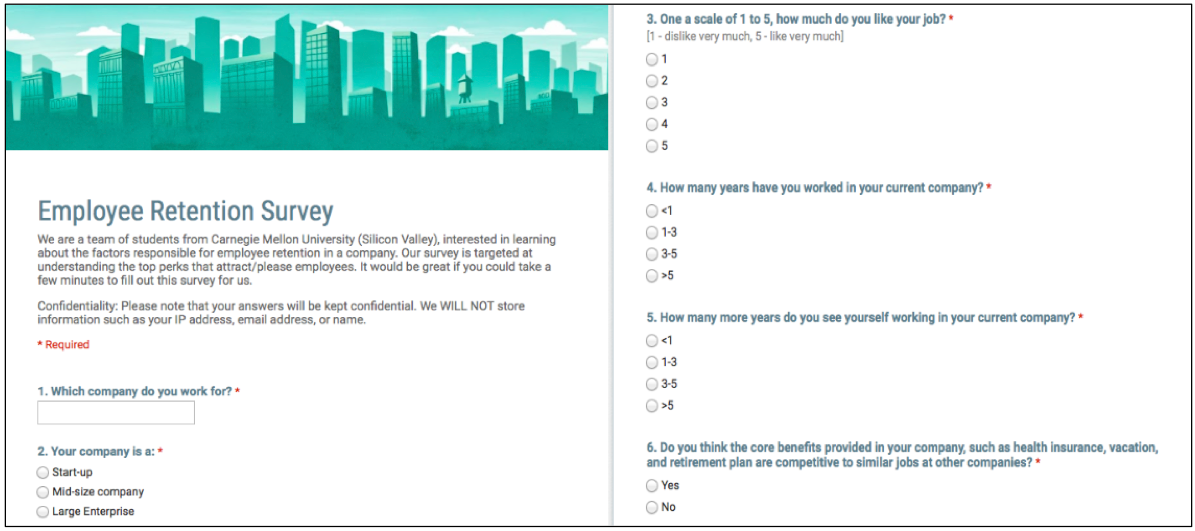 Employee Retention Survey
We are a team of students from Carnegie Mellon University (Silicon Valley), interested in learning
about the factors responsible for employee retention in a company. Our survey is targeted at
understanding the top perks that attract/please employees. It would be great if you could take a
few minutes to fill out this survey for us.
Confidentiality: Please note that your answers will be kept confidential. We WILL NOT store
information such as your IP address, email address, or name.
* Required
1. Which company do you work for? *
2. Your company is a: *
Start-up
Mid-size company
Large Enterprise
3. One a scale of 1 to 5, how much do you like your job? *
[1 - dislike very much, 5 - like very much]
1
2
3
4
5
4. How many years have you worked in your current company? *
<1
1-3
3-5
>5
5. How many more years do you see yourself working in your current company? *
<1
1-3
3-5
>5
6. Do you think the core benefits provided in your company, such as health insurance, vacation,
and retirement plan are competitive to similar jobs at other companies? *
Yes
No